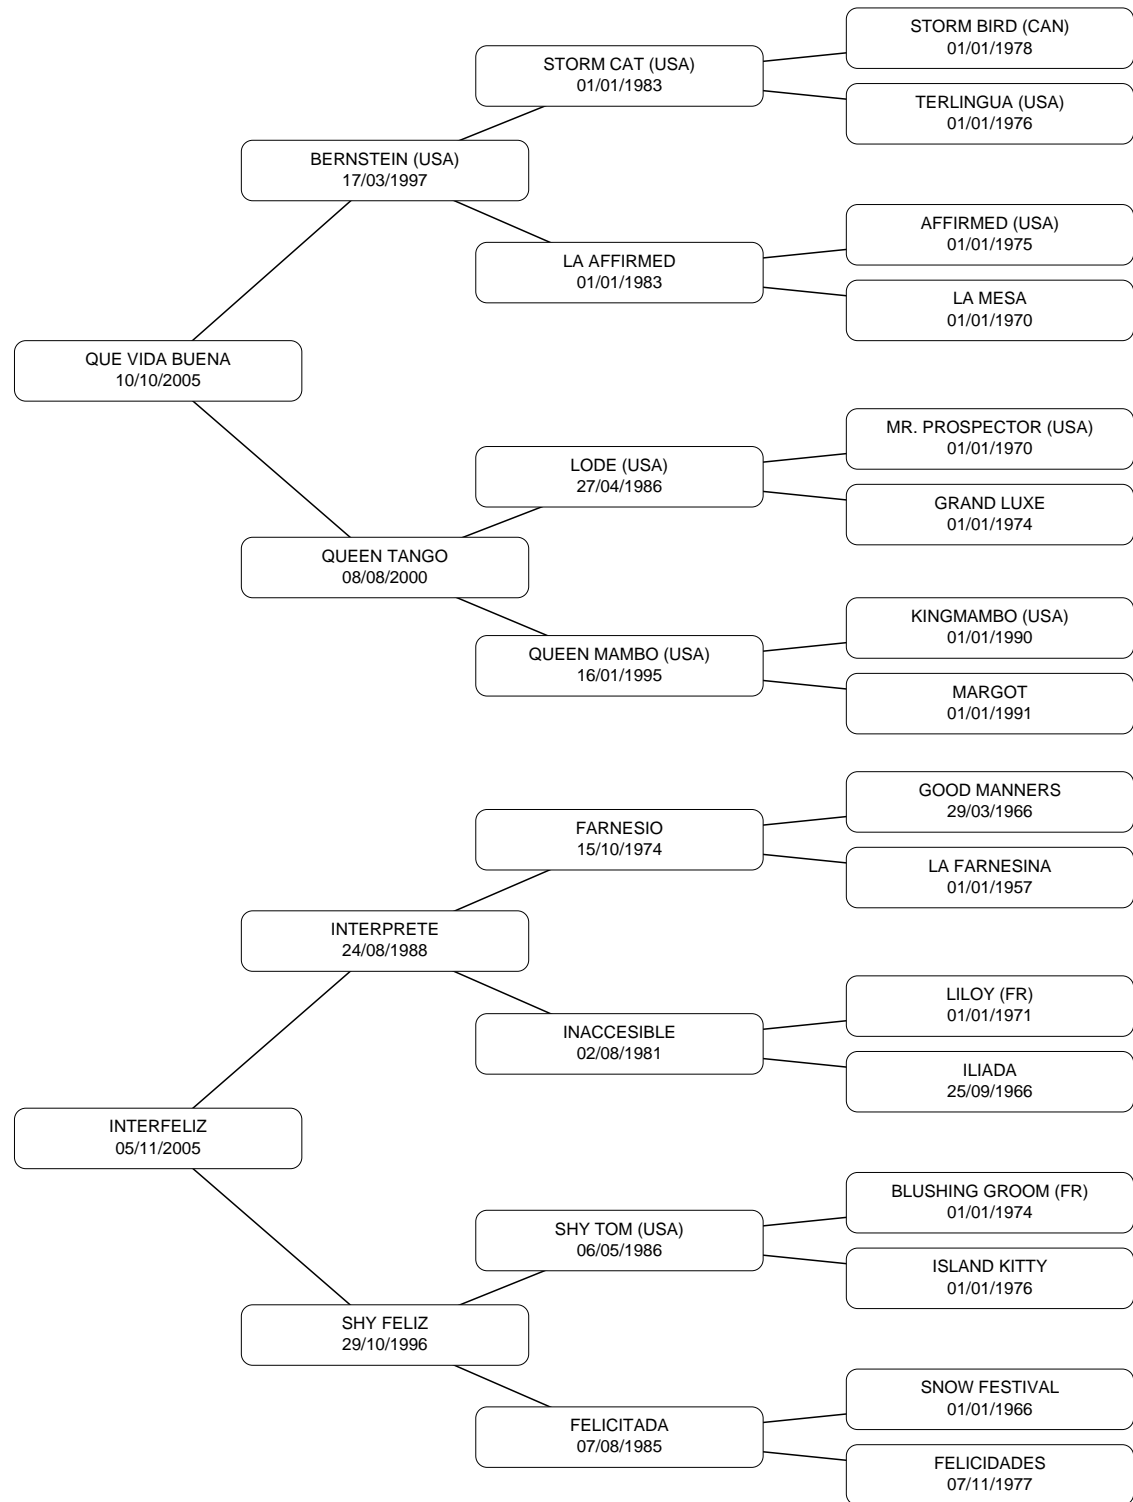 STORM BIRD (CAN)
01/01/1978
STORM CAT (USA)
01/01/1983
TERLINGUA (USA)
01/01/1976
BERNSTEIN (USA)
17/03/1997
AFFIRMED (USA)
01/01/1975
LA AFFIRMED
01/01/1983
LA MESA
01/01/1970
QUE VIDA BUENA
10/10/2005
MR. PROSPECTOR (USA)
01/01/1970
LODE (USA)
27/04/1986
GRAND LUXE
01/01/1974
QUEEN TANGO
08/08/2000
KINGMAMBO (USA)
01/01/1990
QUEEN MAMBO (USA)
16/01/1995
MARGOT
01/01/1991
GOOD MANNERS
29/03/1966
FARNESIO
15/10/1974
LA FARNESINA
01/01/1957
INTERPRETE
24/08/1988
LILOY (FR)
01/01/1971
INACCESIBLE
02/08/1981
ILIADA
25/09/1966
INTERFELIZ
05/11/2005
BLUSHING GROOM (FR)
01/01/1974
SHY TOM (USA)
06/05/1986
ISLAND KITTY
01/01/1976
SHY FELIZ
29/10/1996
SNOW FESTIVAL
01/01/1966
FELICITADA
07/08/1985
FELICIDADES
07/11/1977